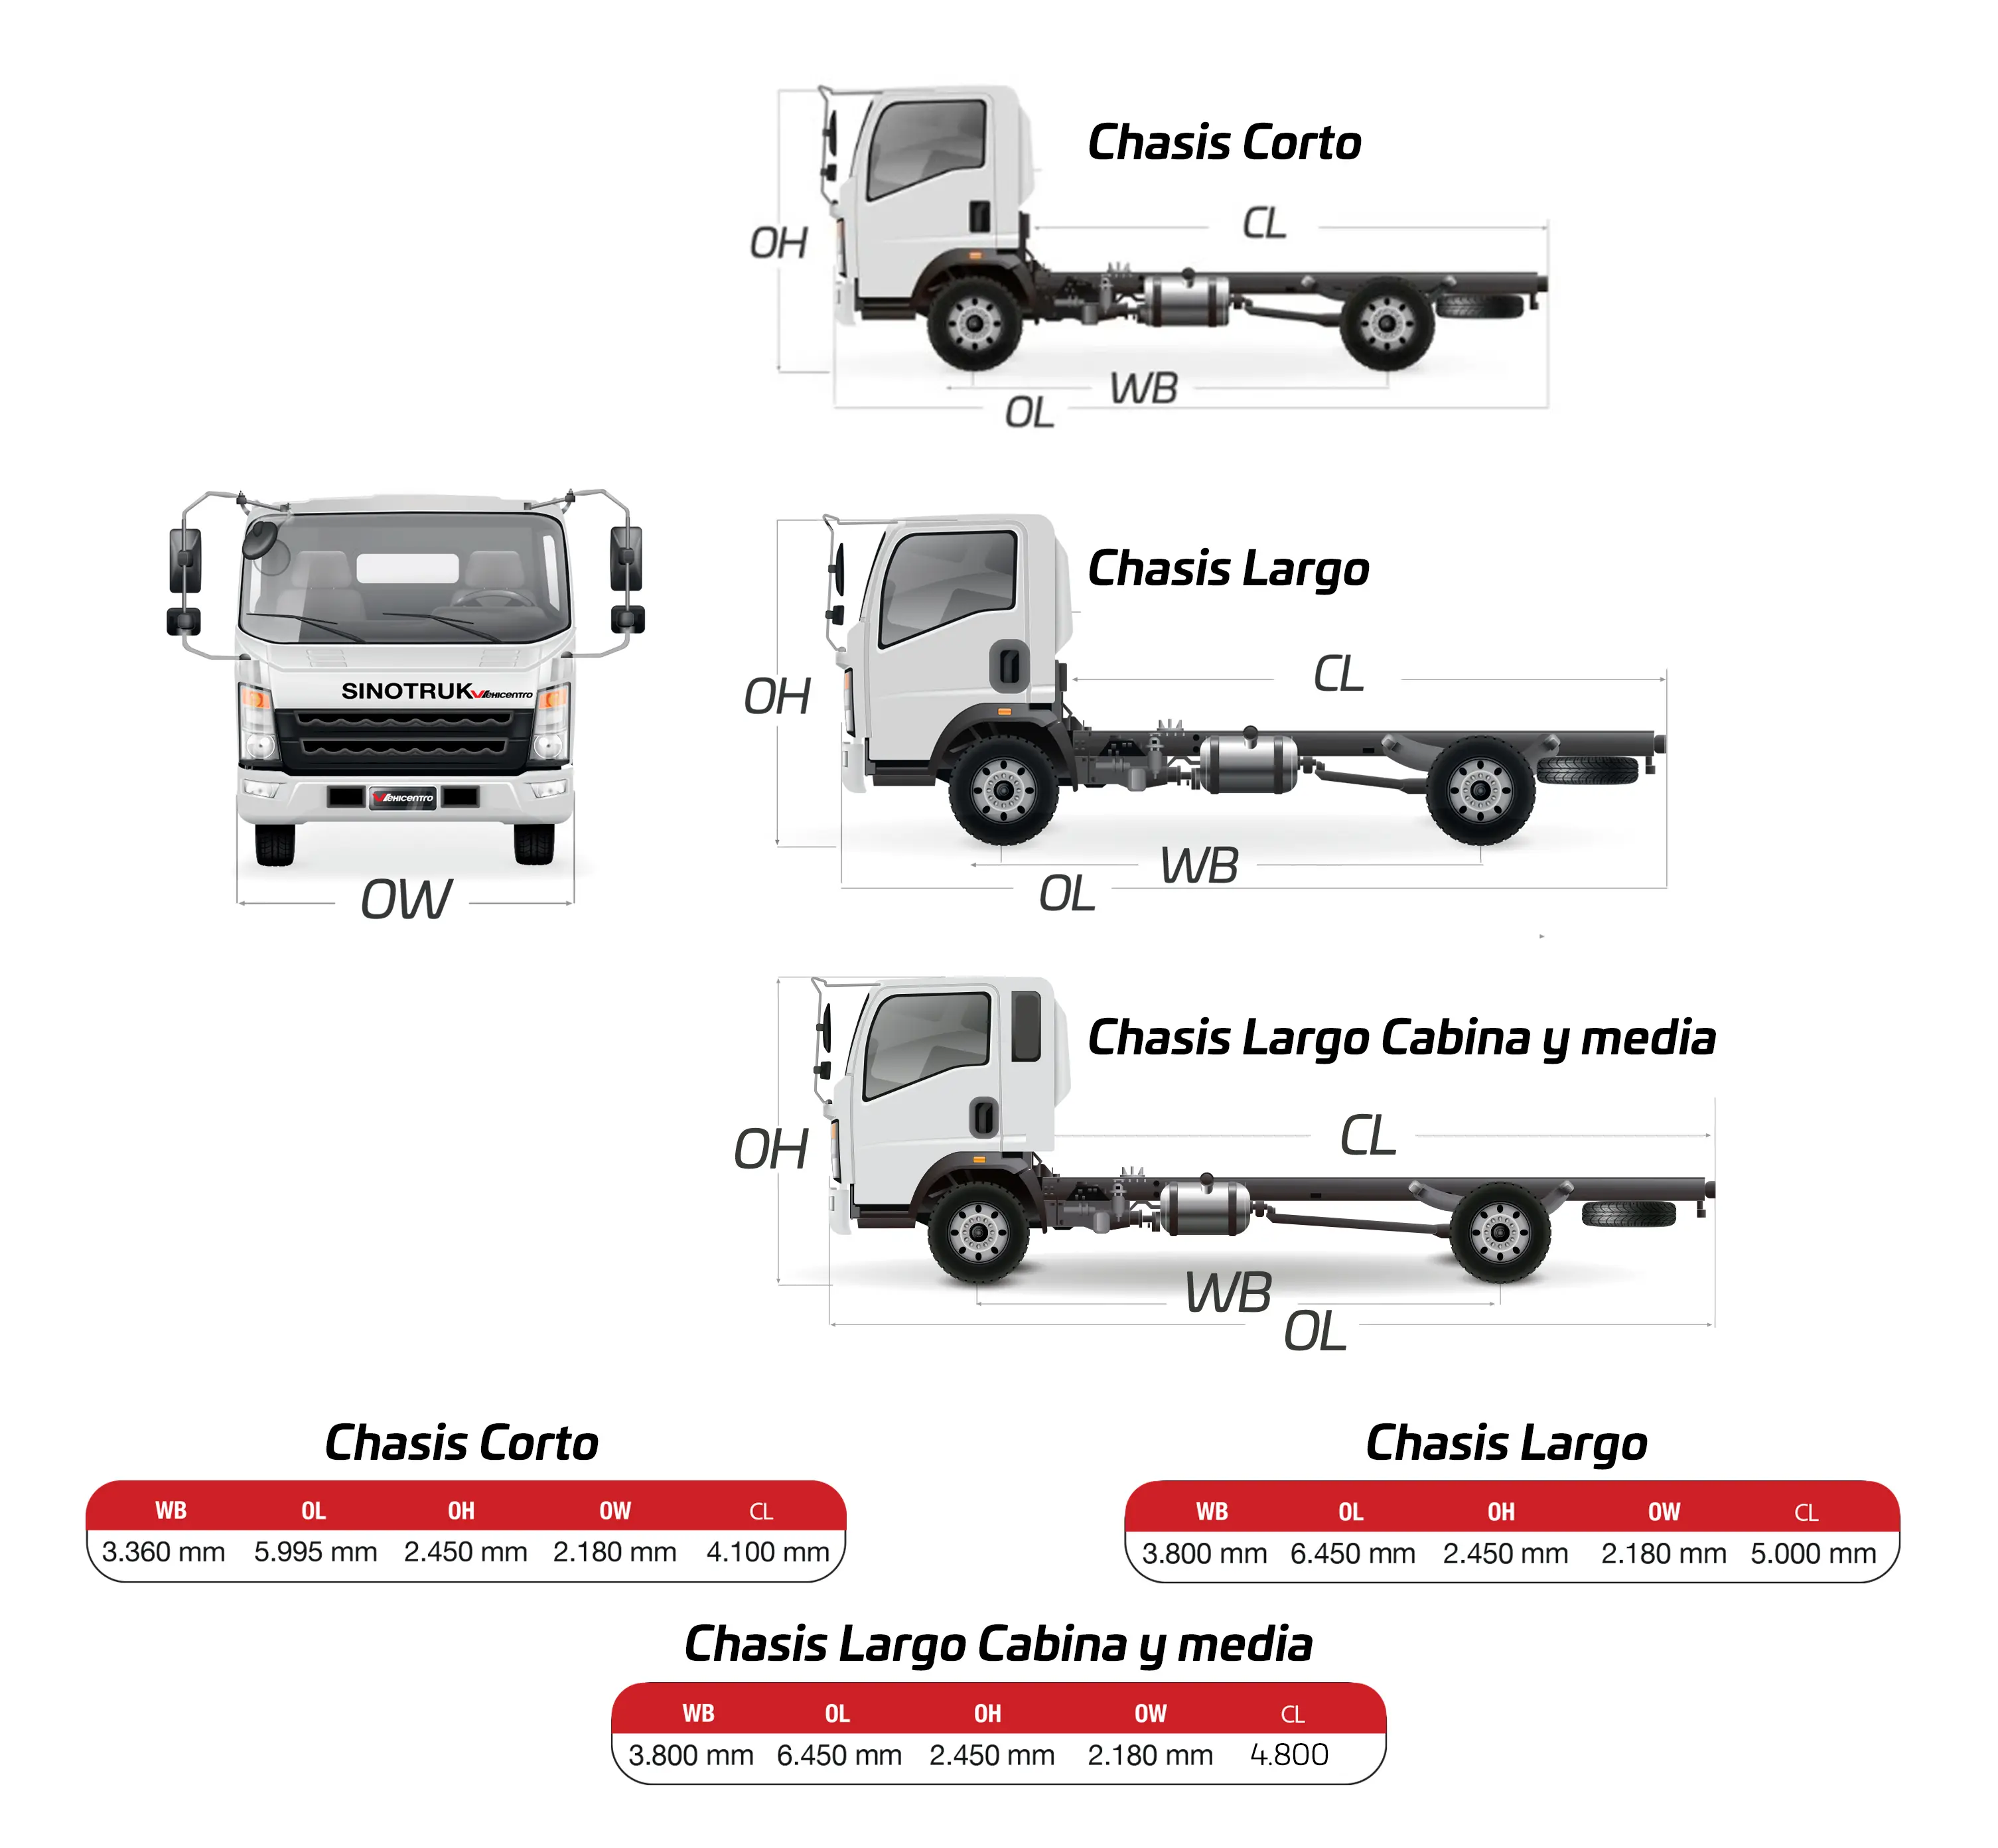 Chasis Corto
CL
OH
WB
OL
Chasis Largo
SINOTRUK VEHICENTRO
VEHICENTRO
OW
CL
OH
WB
OL
Chasis Largo Cabina y media
CL
OH
WB
OL
Chasis Corto
WB OL OH OW CL
3.360 mm 5.995 mm 2.450 mm 2.180 mm 4.100 mm
Chasis Largo
WB OL OH OW CL
3.800 mm 6.450 mm 2.450 mm 2.180 mm 5.000 mm
Chasis Largo Cabina y media
WB OL OH OW CL
3.800 mm 6.450 mm 2.450 mm 2.180 mm 4.800